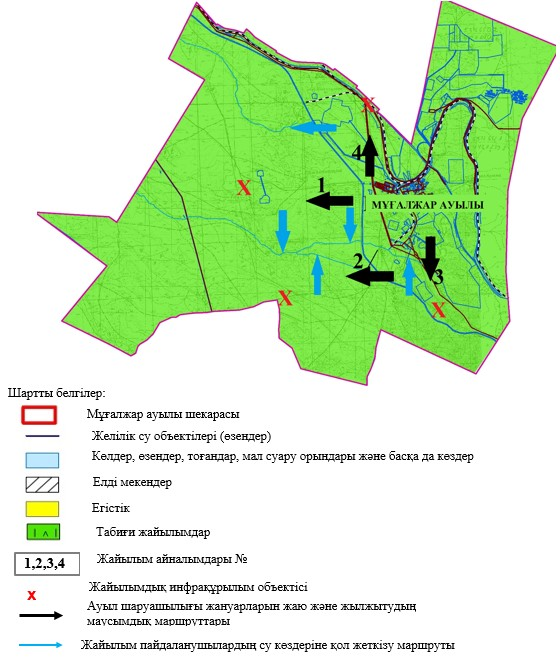 4
1
МҰҒАЛЖАР АУЫЛЫ
2
3
X
X
X
X
Шартты белгілер:
Мұғалжар ауылы шекарасы
Желілік су объектілері (өзендер)
Көлдер, өзендер, тоғандар, мал суару орындары және басқа да көздер
Елді мекендер
Егістік
Табиғи жайылымдар
1,2,3,4 Жайылым айналымдары №
X Жайылымдық инфрақұрылым объектісі
Ауыл шаруашылығы жануарларын жаю және жылжытудың
маусымдық маршруттары
Жайылым пайдаланушылардың су көздеріне қол жеткізу маршруты